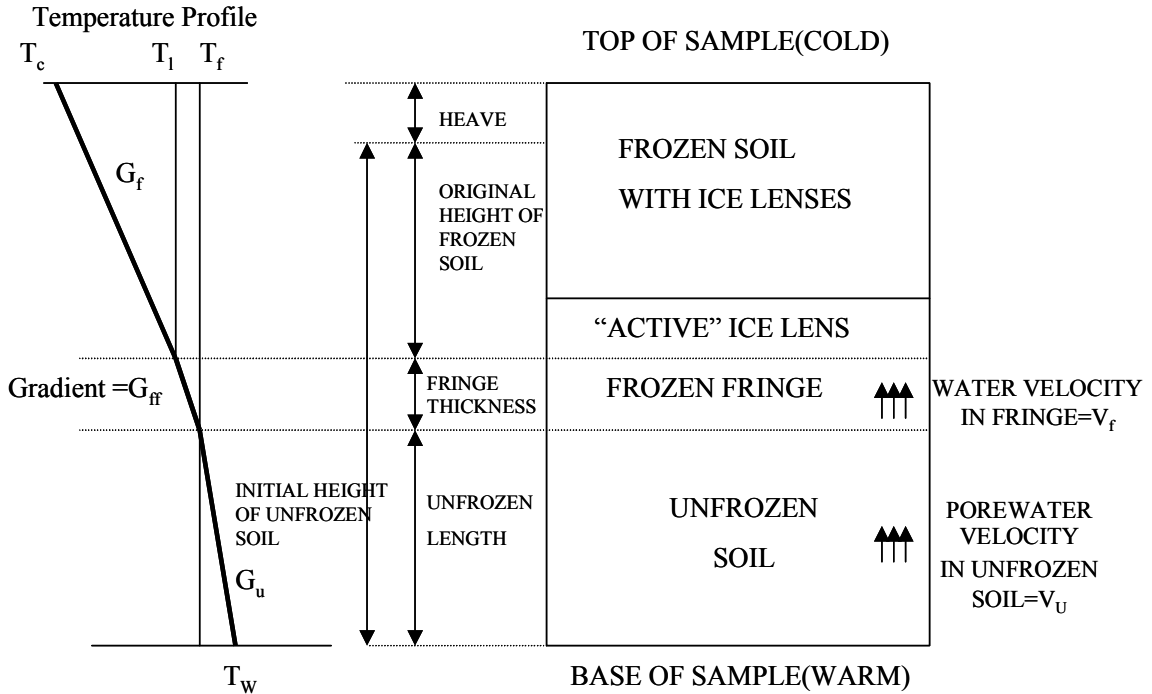 Temperature Profile
T_c T_l T_f
TOP OF SAMPLE(COLD)
HEAVE
FROZEN SOIL
WITH ICE LENSES
G_f
ORIGINAL
HEIGHT OF
FROZEN
SOIL
“ACTIVE” ICE LENS
Gradient =G_ff
FRINGE
THICKNESS
FROZEN FRINGE
WATER VELOCITY
IN FRINGE=V_f
INITIAL HEIGHT
OF UNFROZEN
SOIL
UNFROZEN
LENGTH
UNFROZEN
SOIL
POREWATER
VELOCITY
IN UNFROZEN
SOIL=V_U
G_u
T_W
BASE OF SAMPLE(WARM)